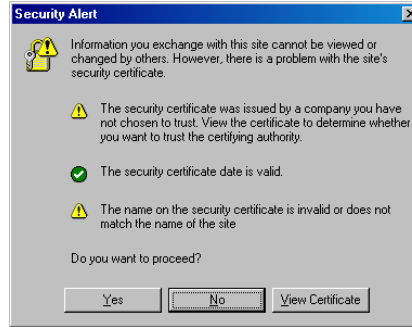 Security Alert
Information you exchange with this site cannot be viewed or
changed by others. However, there is a problem with the site's
security certificate.
The security certificate was issued by a company you have
not chosen to trust. View the certificate to determine whether
you want to trust the certifying authority.
The security certificate date is valid.
The name on the security certificate is invalid or does not
match the name of the site
Do you want to proceed?
Yes
No
View Certificate